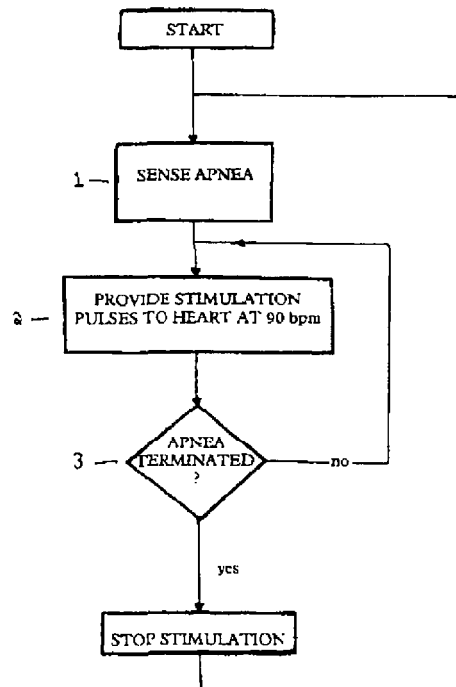 START
1
SENSE APNEA
2
PROVIDE STIMULATION
PULSES TO HEART AT 90 bpm
3
APNEA
TERMINATED
?
no
yes
STOP STIMULATION